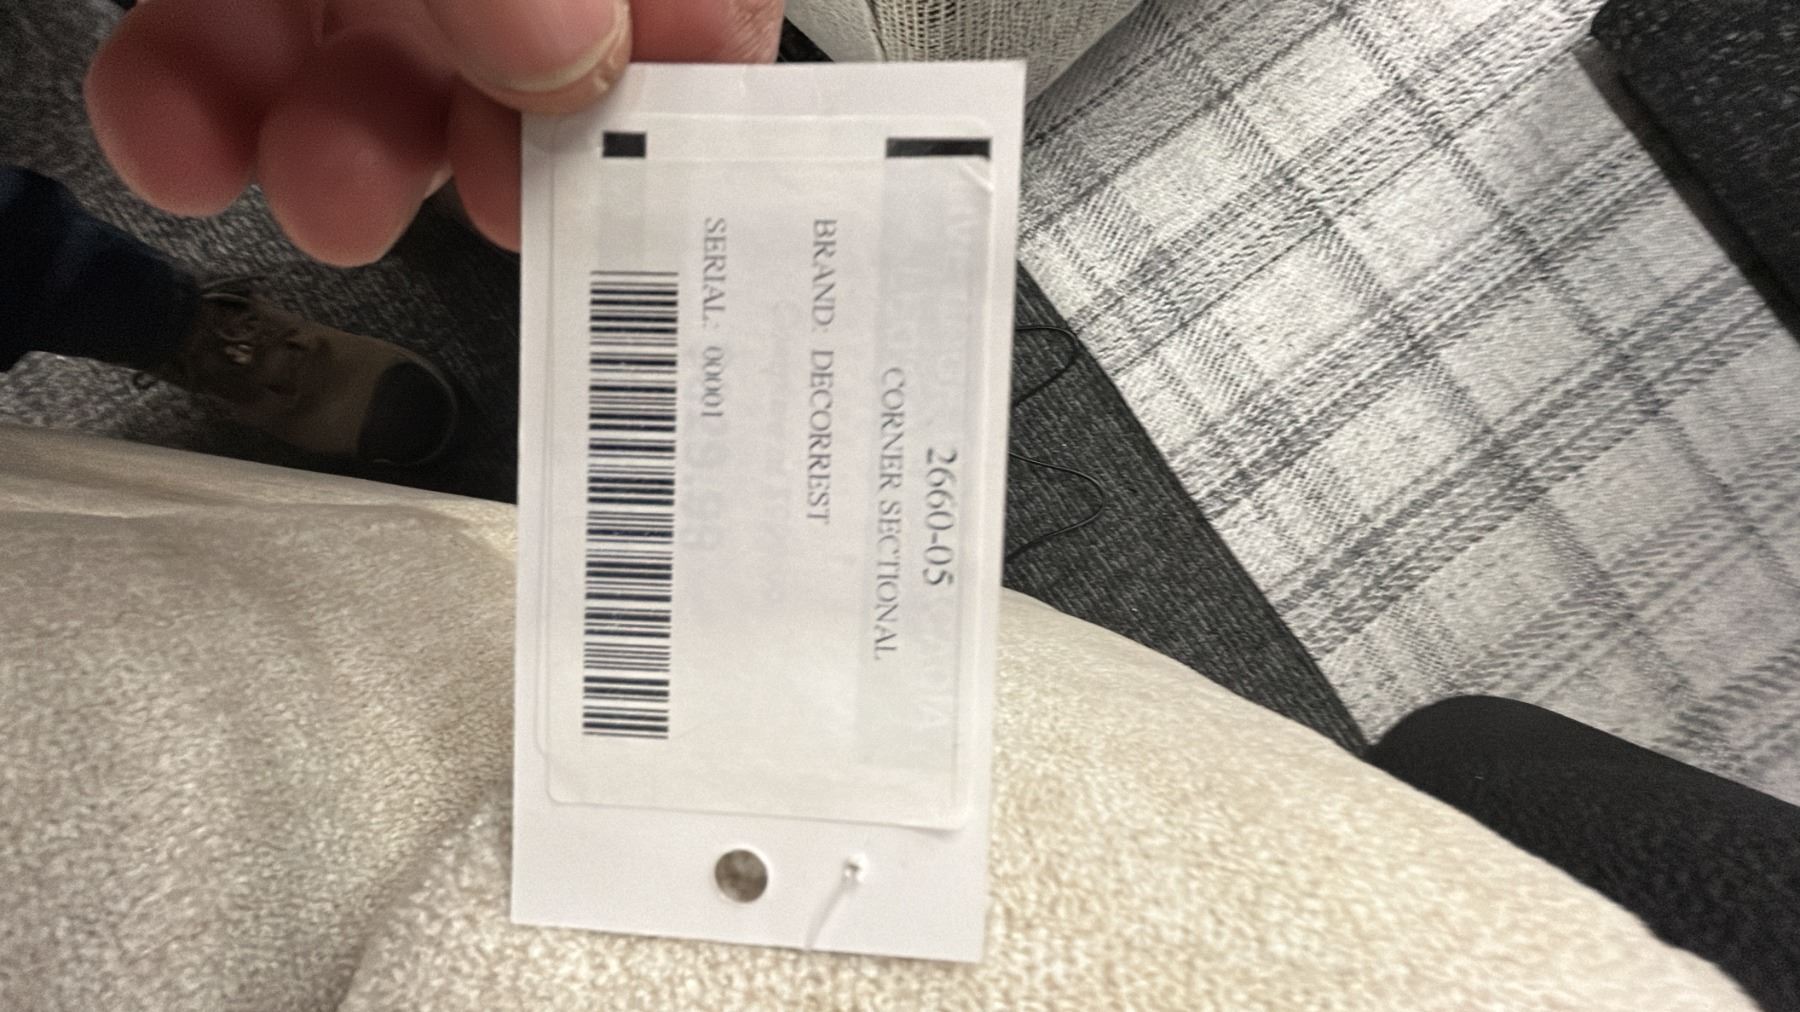 2660-05
CORNER SECTIONAL
BRAND: DECORREST
SERIAL: 00001